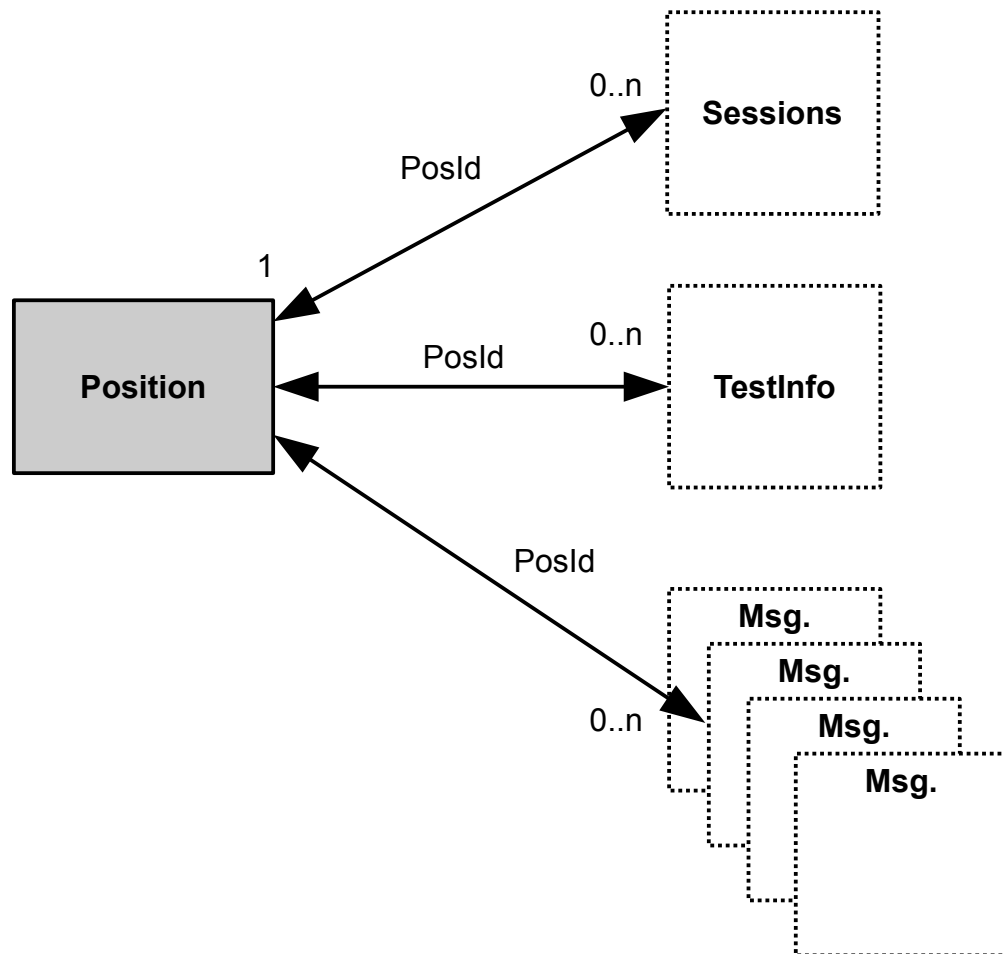 0..n
Sessions
PosId
1
0..n
PosId
Position
TestInfo
PosId
Msg.
Msg.
0..n
Msg.
Msg.